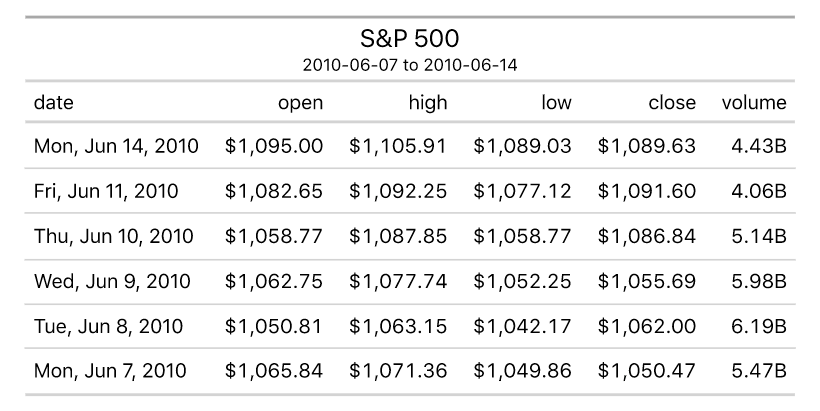 S&P 500
2010-06-07 to 2010-06-14
date open high low close volume
Mon, Jun 14, 2010 $1,095.00 $1,105.91 $1,089.03 $1,089.63 4.43B
Fri, Jun 11, 2010 $1,082.65 $1,092.25 $1,077.12 $1,091.60 4.06B
Thu, Jun 10, 2010 $1,058.77 $1,087.85 $1,058.77 $1,086.84 5.14B
Wed, Jun 9, 2010 $1,062.75 $1,077.74 $1,052.25 $1,055.69 5.98B
Tue, Jun 8, 2010 $1,050.81 $1,063.15 $1,042.17 $1,062.00 6.19B
Mon, Jun 7, 2010 $1,065.84 $1,071.36 $1,049.86 $1,050.47 5.47B